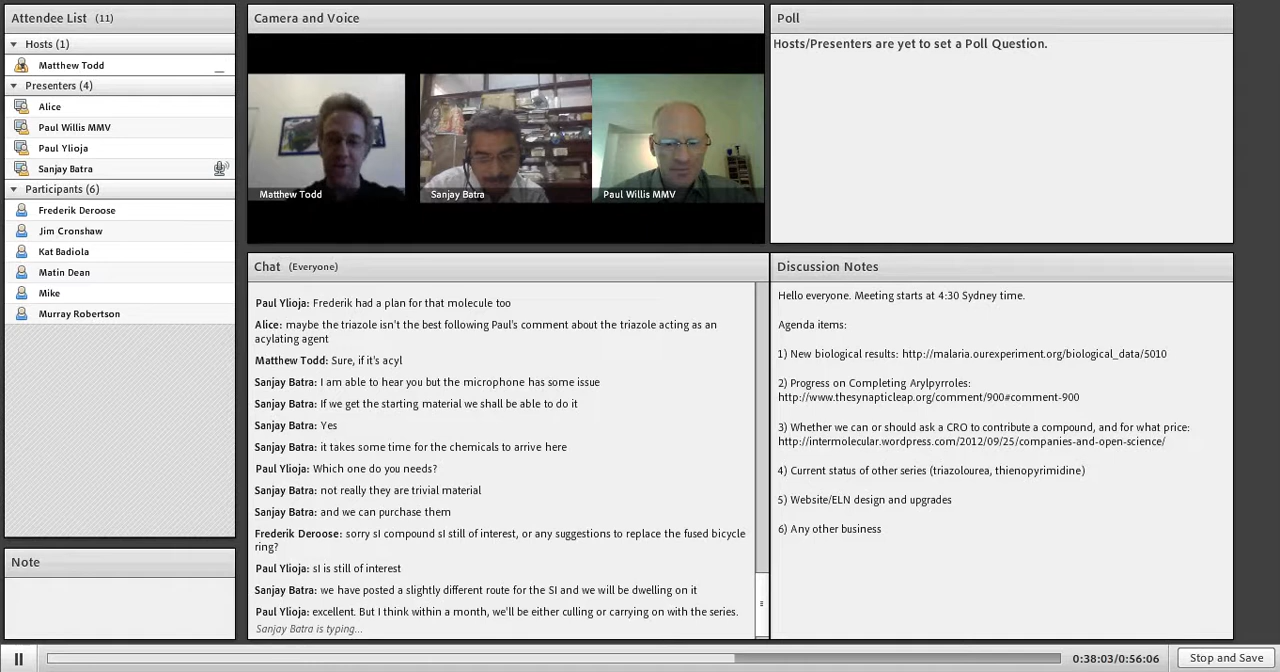 Attendee List (11)
Hosts (1)
Matthew Todd
Presenters (4)
Alice
Paul Willis MMV
Paul Ylioja
Sanjay Batra
Participants (6)
Frederik Deroose
Jim Cronshaw
Kat Badiola
Matin Dean
Mike
Murray Robertson
Note
Camera and Voice
Matthew Todd
Sanjay Batra
Paul Willis MMV
Chat (Everyone)
Paul Ylioja: Frederik had a plan for that molecule too
Alice: maybe the triazole isn't the best following Paul's comment about the triazole acting as an
acylating agent
Matthew Todd: Sure, if it's acyl
Sanjay Batra: I am able to hear you but the microphone has some issue
Sanjay Batra: If we get the starting material we shall be able to do it
Sanjay Batra: Yes
Sanjay Batra: it takes some time for the chemicals to arrive here
Paul Ylioja: Which one do you needs?
Sanjay Batra: not really they are trivial material
Sanjay Batra: and we can purchase them
Frederik Deroose: sorry sI compound sI still of interest, or any suggestions to replace the fused bicycle
ring?
Paul Ylioja: sI is still of interest
Sanjay Batra: we have posted a slightly different route for the SI and we will be dwelling on it
Paul Ylioja: excellent. But I think within a month, we'll be either culling or carrying on with the series.
Sanjay Batra is typing...
Poll
Hosts/Presenters are yet to set a Poll Question.
Discussion Notes
Hello everyone. Meeting starts at 4:30 Sydney time.
Agenda items:
1) New biological results: http://malaria.ourexperiment.org/biological_data/5010
2) Progress on Completing Arylpyrroles:
http://www.thesynapticleap.org/comment/900#comment-900
3) Whether we can or should ask a CRO to contribute a compound, and for what price:
http://intermolecular.wordpress.com/2012/09/25/companies-and-open-science/
4) Current status of other series (triazolourea, thienopyrimidine)
5) Website/ELN design and upgrades
6) Any other business
0:38:03/0:56:06
Stop and Save